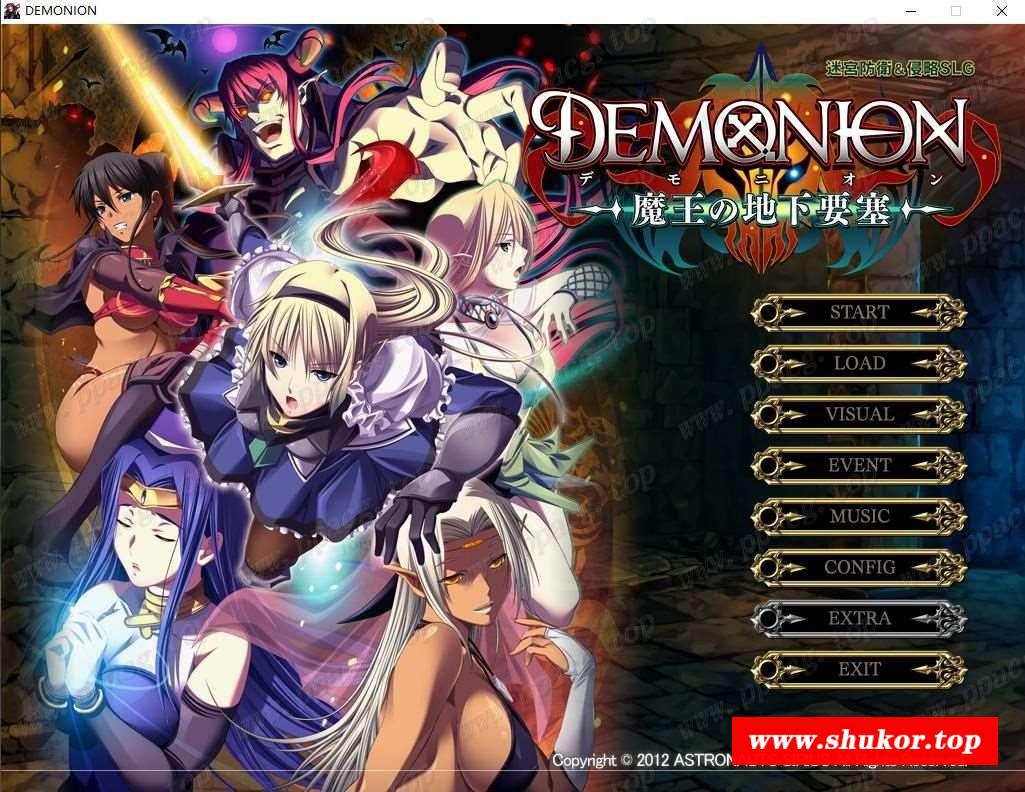 DEMONION
迷宮防衛&侵略SLG
DEMONION
デモニオン
魔王の地下要塞
START
LOAD
VISUAL
EVENT
MUSIC
CONFIG
EXTRA
EXIT
www.shukor.top
Copyright © 2012